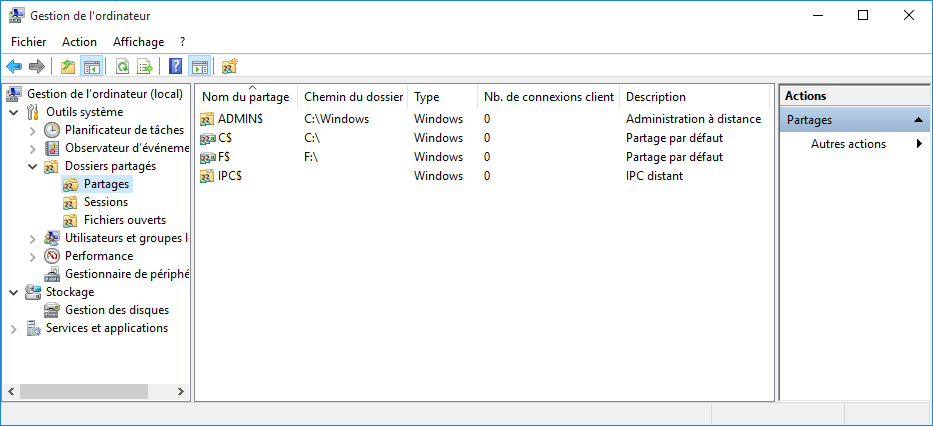 Gestion de l'ordinateur
Fichier Action Affichage ?
Gestion de l'ordinateur (local)
Outils système
Planificateur de tâches
Observateur d'événeme
Dossiers partagés
Partages
Sessions
Fichiers ouverts
Utilisateurs et groupes l
Performance
Gestionnaire de périphé
Stockage
Gestion des disques
Services et applications
Nom du partage Chemin du dossier Type Nb. de connexions client Description
ADMIN$ C:\Windows Windows 0 Administration à distance
C$ C:\ Windows 0 Partage par défaut
F$ F:\ Windows 0 Partage par défaut
IPC$ Windows 0 IPC distant
Actions
Partages
Autres actions